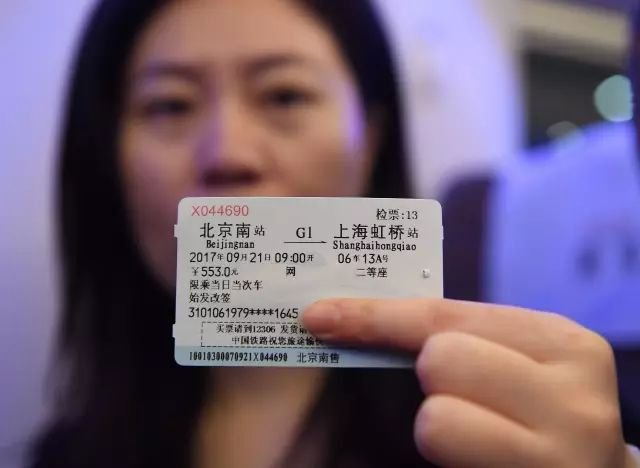 X044690 检票:13
北京南站 G1 上海虹桥站
Beijingnan Shanghaihongqiao
2017年09月21日09:00开 06车13A号
￥553.0元 网 二等座
限乘当日当次车
始发改签
3101061979****1645
买票请到12306 发货请
中国铁路祝您旅途愉
10010300070921X044690 北京南售